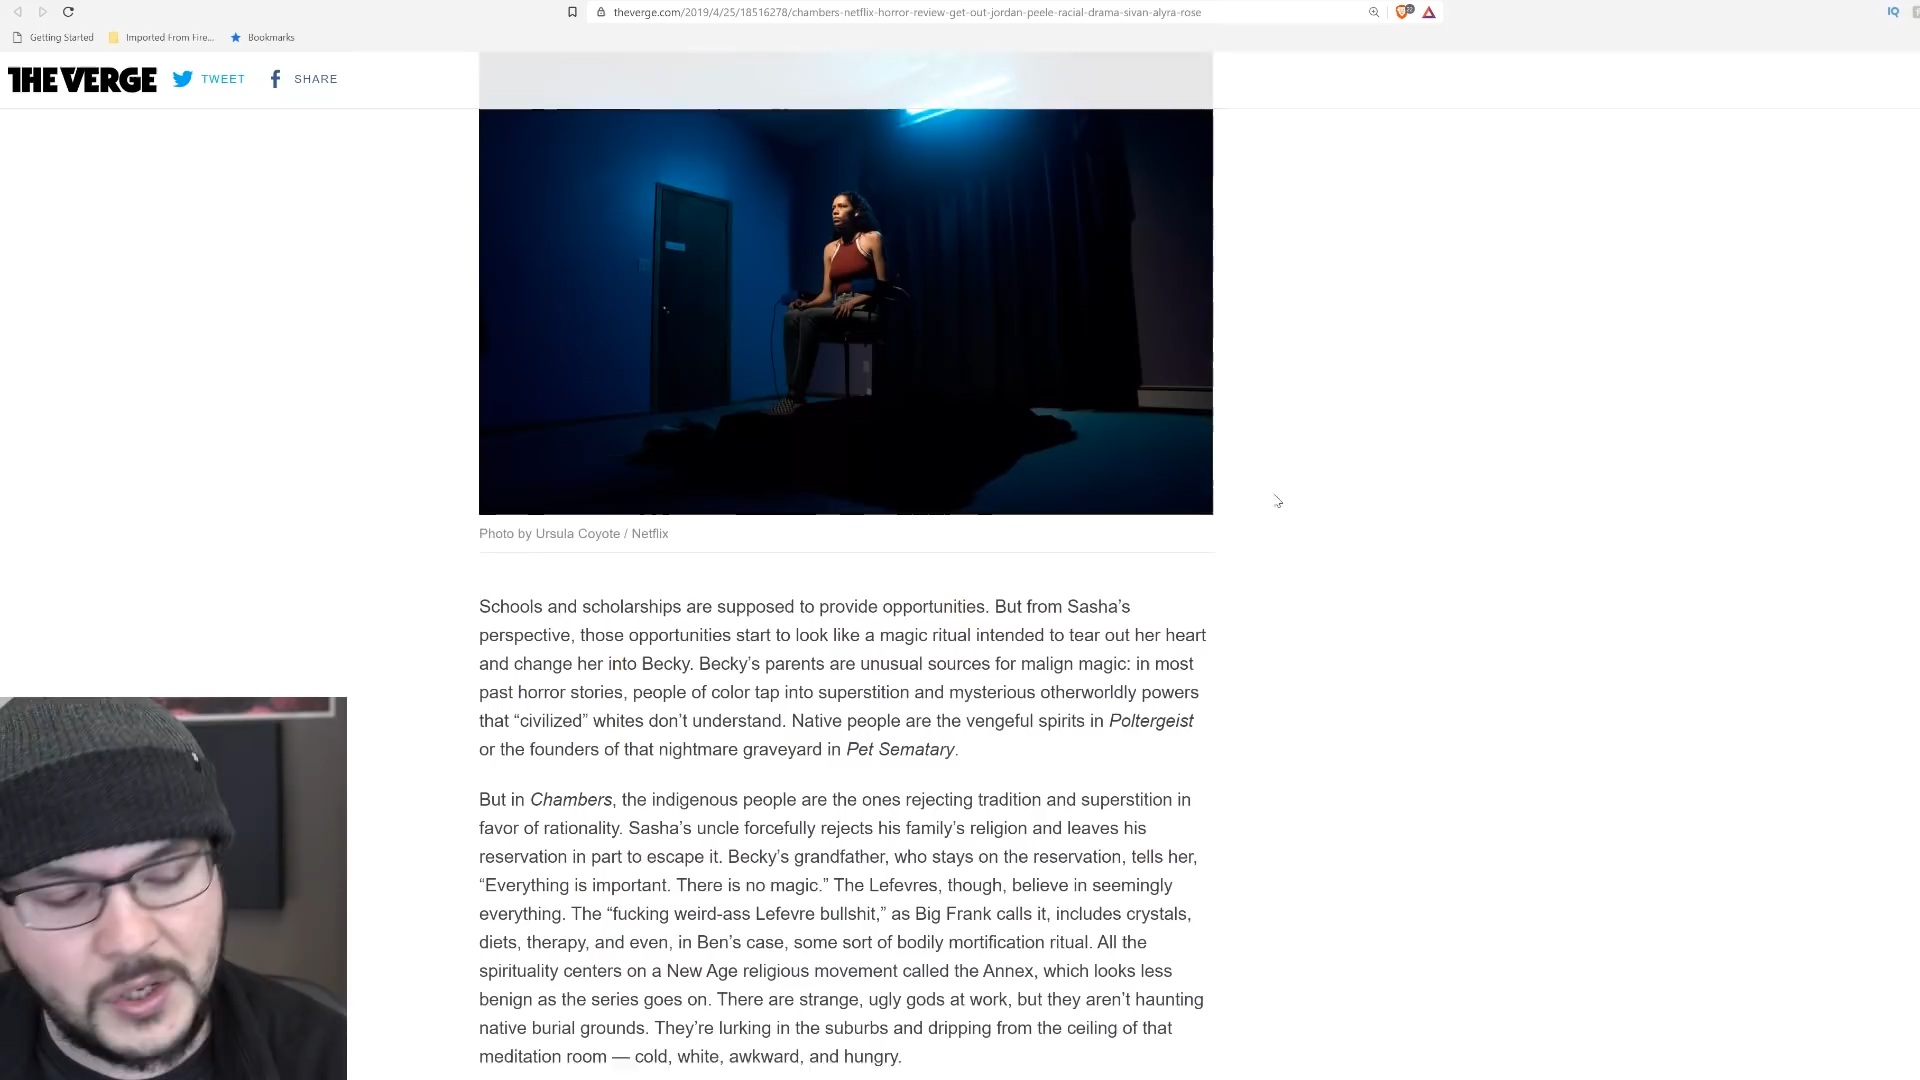 theverge.com/2019/4/25/18516278/chambers-netflix-horror-review-get-out-jordan-peele-racial-drama-sivan-alyra-rose
IQ
Getting Started
Imported From Fire...
Bookmarks
THE VERGE
TWEET
SHARE
Photo by Ursula Coyote / Netflix
Schools and scholarships are supposed to provide opportunities. But from Sasha’s
perspective, those opportunities start to look like a magic ritual intended to tear out her heart
and change her into Becky. Becky’s parents are unusual sources for malign magic: in most
past horror stories, people of color tap into superstition and mysterious otherworldly powers
that “civilized” whites don’t understand. Native people are the vengeful spirits in Poltergeist
or the founders of that nightmare graveyard in Pet Sematary.
But in Chambers, the indigenous people are the ones rejecting tradition and superstition in
favor of rationality. Sasha’s uncle forcefully rejects his family’s religion and leaves his
reservation in part to escape it. Becky’s grandfather, who stays on the reservation, tells her,
“Everything is important. There is no magic.” The Lefevres, though, believe in seemingly
everything. The “fucking weird-ass Lefevre bullshit,” as Big Frank calls it, includes crystals,
diets, therapy, and even, in Ben’s case, some sort of bodily mortification ritual. All the
spirituality centers on a New Age religious movement called the Annex, which looks less
benign as the series goes on. There are strange, ugly gods at work, but they aren’t haunting
native burial grounds. They’re lurking in the suburbs and dripping from the ceiling of that
meditation room — cold, white, awkward, and hungry.